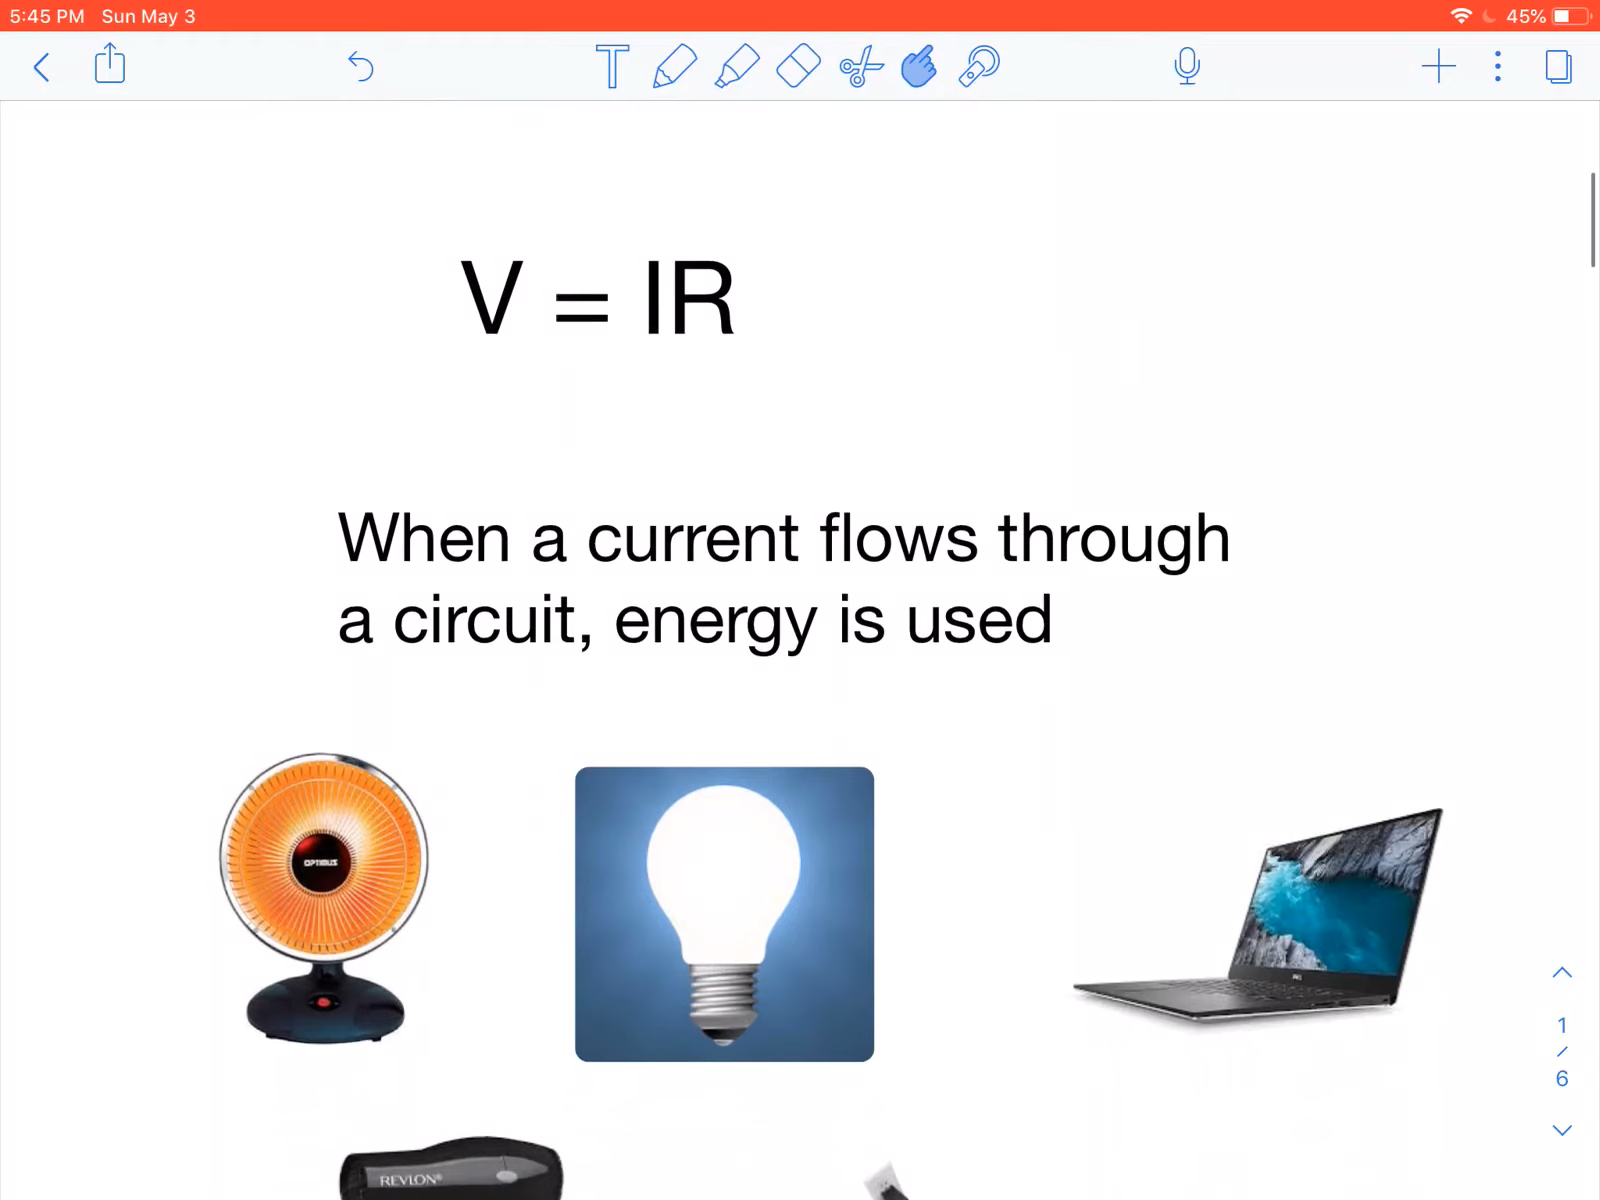 5:45 PM Sun May 3
45%
V = IR
When a current flows through
a circuit, energy is used
OPTIMUS
DELL
1
/
6
REVLON®